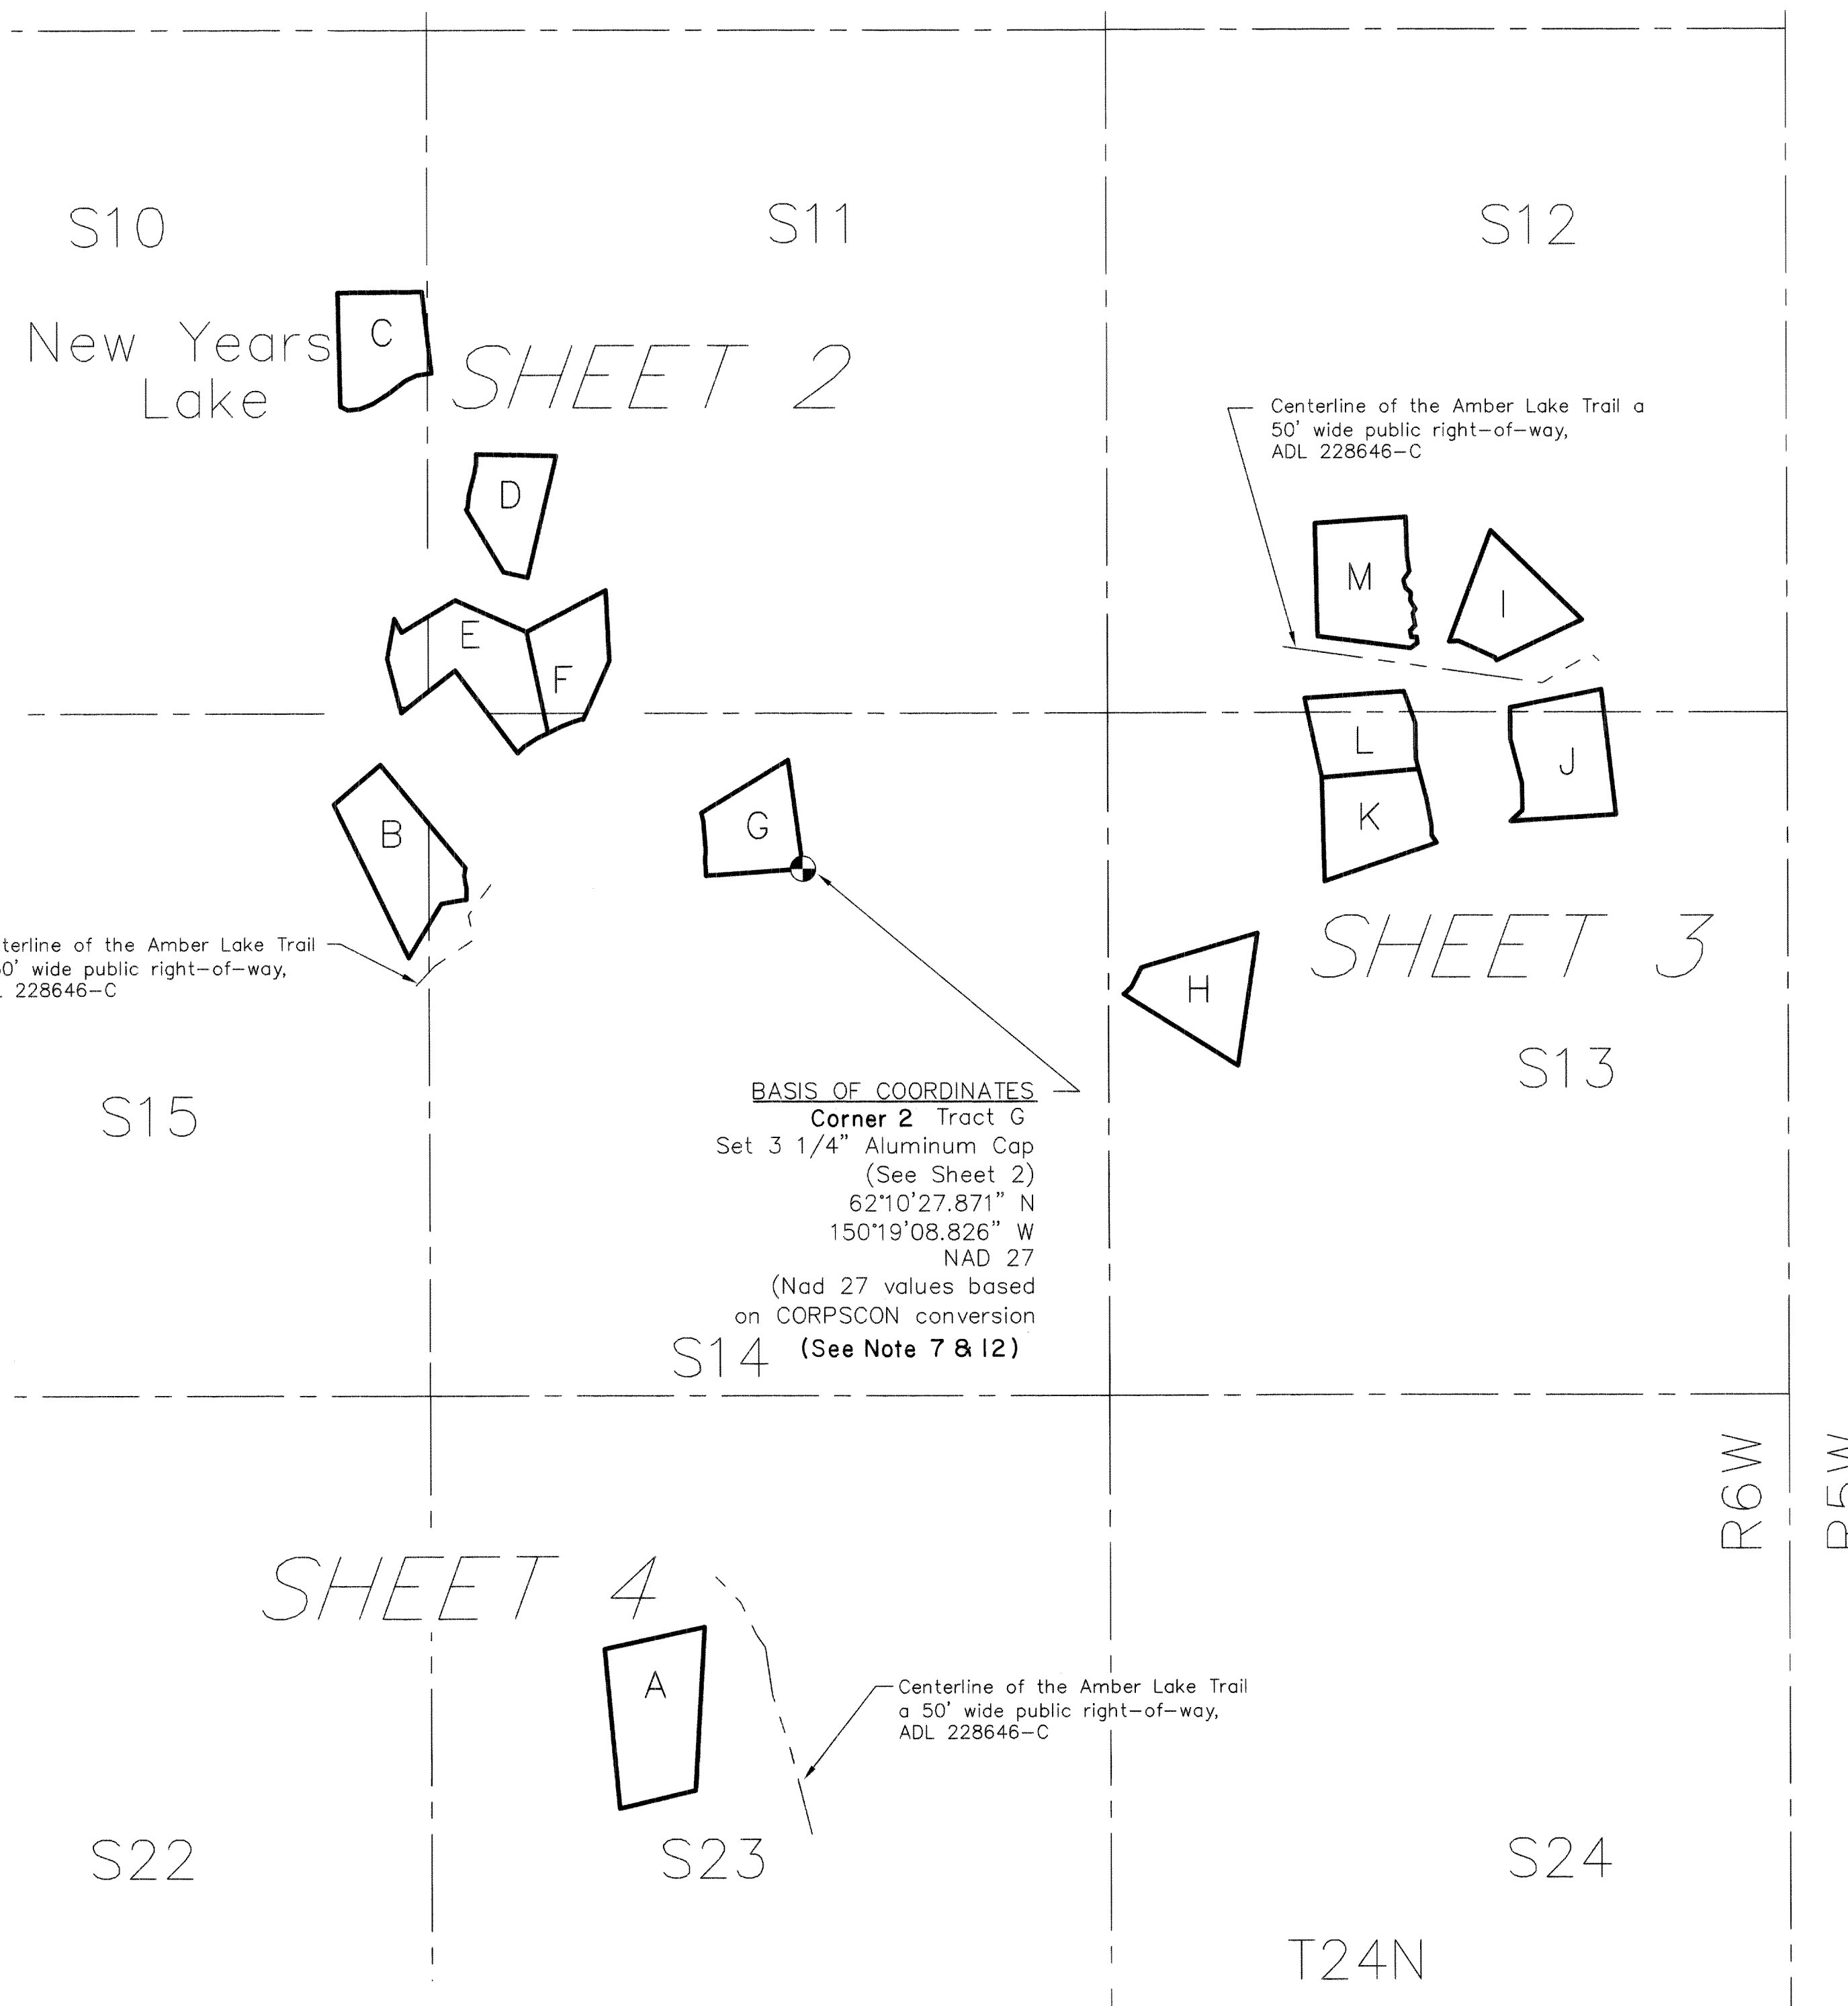 S10
S11
S12
New Years
Lake
C
SHEET 2
Centerline of the Amber Lake Trail a
50' wide public right-of-way,
ADL 228646-C
D
M
I
E
F
L
J
B
G
K
terline of the Amber Lake Trail
0' wide public right-of-way,
228646-C
SHEET 3
H
S13
S15
BASIS OF COORDINATES
Corner 2 Tract G
Set 3 1/4" Aluminum Cap
(See Sheet 2)
62°10'27.871" N
150°19'08.826" W
NAD 27
(Nad 27 values based
on CORPSCON conversion
(See Note 7 & 12)
S14
R6W
R5W
SHEET 4
A
Centerline of the Amber Lake Trail
a 50' wide public right-of-way,
ADL 228646-C
S22
S23
S24
T24N